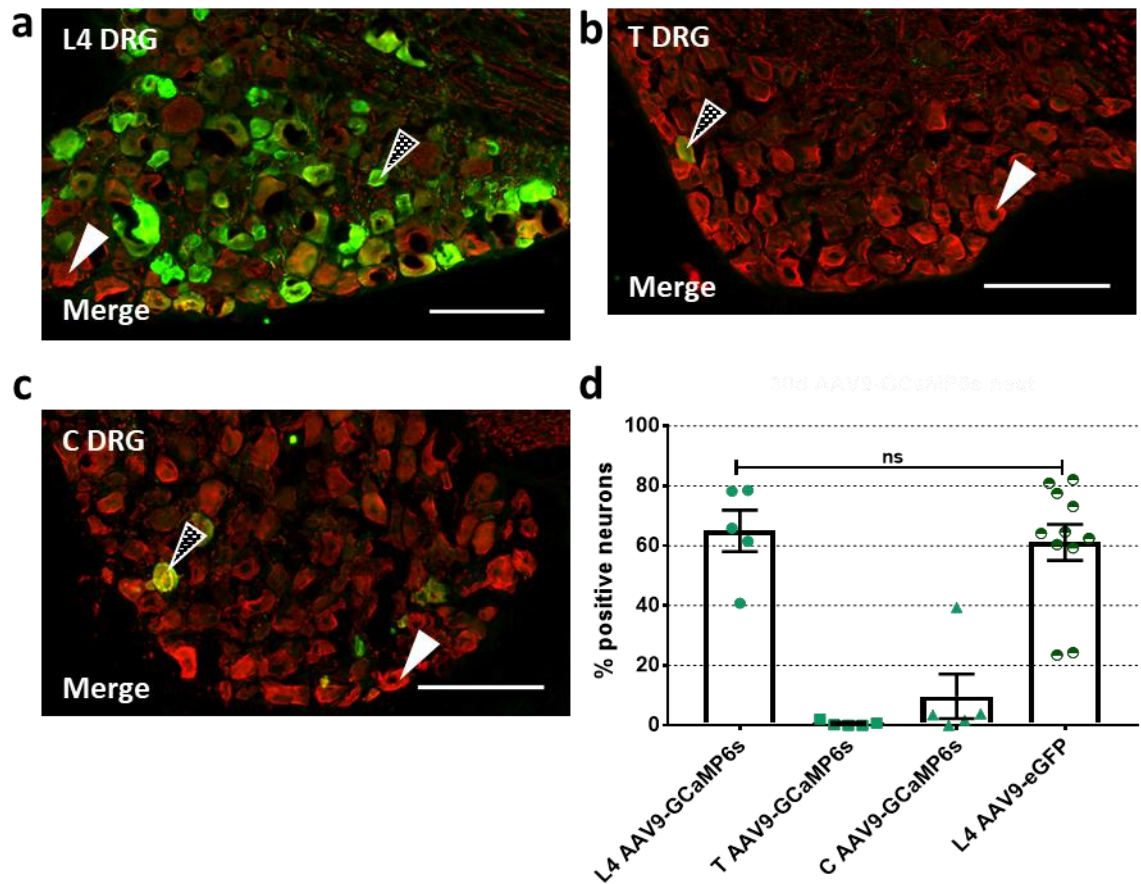 a
L4 DRG
Merge
b
T DRG
Merge
c
C DRG
Merge
d
% positive neurons
100
80
60
40
20
0
ns
L4 AAV9-GCaMP6s
T AAV9-GCaMP6s
C AAV9-GCaMP6s
L4 AAV9-eGFP